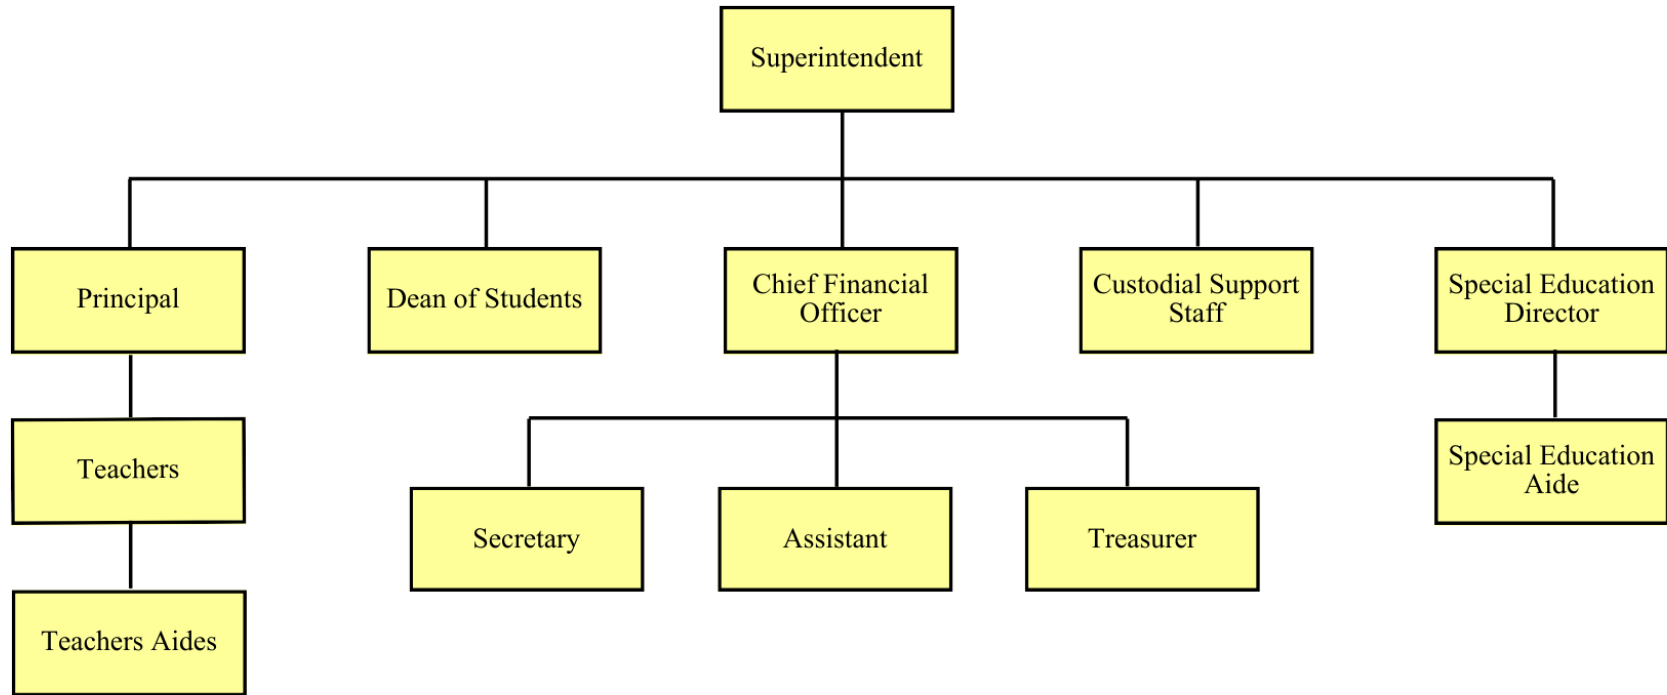 Superintendent
Principal
Dean of Students
Chief Financial
Officer
Custodial Support
Staff
Special Education
Director
Teachers
Special Education
Aide
Secretary
Assistant
Treasurer
Teachers Aides